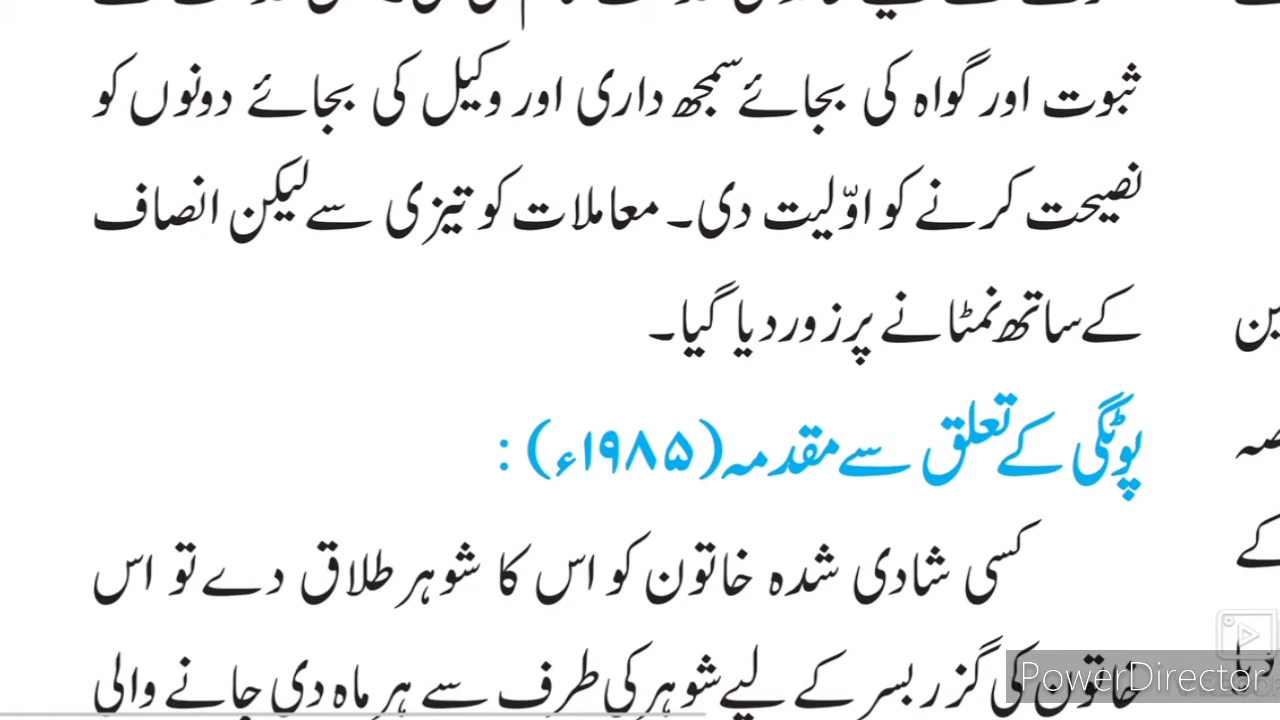 ثبوت اور گواہ کی بجائے سمجھ داری اور وکیل کی بجائے دونوں کو
نصیحت کرنے کو اوّلیت دی۔ معاملات کو تیزی سے لیکن انصاف
کے ساتھ نمٹانے پر زور دیا گیا۔
پوٹگی کے تعلق سے مقدمہ (۱۹۸۵ء) :
کسی شادی شدہ خاتون کو اس کا شوہر طلاق دے تو اس
خاتون کی گزر بسر کے لیے شوہر کی طرف سے ہر ماہ دی جانے والی
PowerDirector